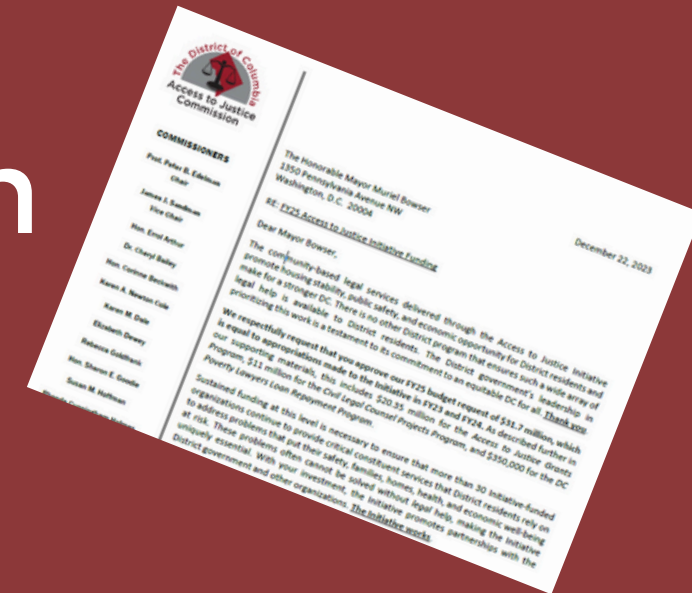 n
The District of Columbia
Access to Justice
Commission
COMMISSIONERS
Prof. Peter B. Edelman
Chair
James J. Sandman
Vice Chair
Hon. Errol Arthur
Dr. Cheryl Bailey
Hon. Corinne Beckwith
Karen A. Newton Cole
Karen M. Dale
Elizabeth Dewey
Rebecca Goldfrank
Hon. Sharon E. Goodie
Susan M. Hoffman
December 22, 2023
The Honorable Mayor Muriel Bowser
1350 Pennsylvania Avenue NW
Washington, D.C. 20004
RE: FY25 Access to Justice Initiative Funding
Dear Mayor Bowser,
The community-based legal services delivered through the Access to Justice Initiative
promote housing stability, public safety, and economic opportunity for District residents and
make for a stronger DC. There is no other District program that ensures such a wide array of
legal help is available to District residents. The District government's leadership in
prioritizing this work is a testament to its commitment to an equitable DC for all. Thank you.
We respectfully request that you approve our FY25 budget request of $31.7 million, which
is equal to appropriations made to the Initiative in FY23 and FY24. As described further in
our supporting materials, this includes $20.35 million for the Access to Justice Grants
Program, $11 million for the Civil Legal Counsel Projects Program, and $350,000 for the DC
Poverty Lawyers Loan Repayment Program.
Sustained funding at this level is necessary to ensure that more than 30 Initiative-funded
organizations continue to provide critical constituent services that District residents rely on
to address problems that put their safety, families, homes, health, and economic well-being
at risk. These problems often cannot be solved without legal help, making the Initiative
uniquely essential. With your investment, the Initiative promotes partnerships with the
District government and other organizations. The Initiative works.